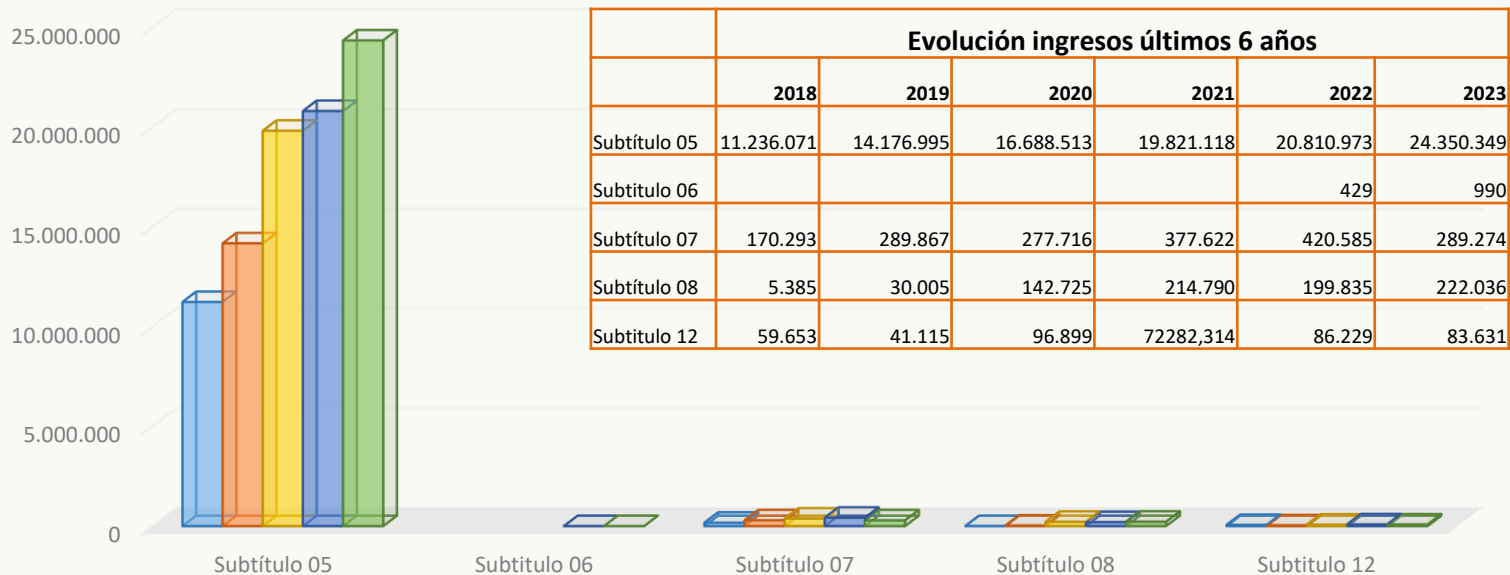 Evolución ingresos últimos 6 años
2018 2019 2020 2021 2022 2023
Subtítulo 05 11.236.071 14.176.995 16.688.513 19.821.118 20.810.973 24.350.349
Subtitulo 06 429 990
Subtítulo 07 170.293 289.867 277.716 377.622 420.585 289.274
Subtítulo 08 5.385 30.005 142.725 214.790 199.835 222.036
Subtitulo 12 59.653 41.115 96.899 72282,314 86.229 83.631
25.000.000
20.000.000
15.000.000
10.000.000
5.000.000
0
Subtítulo 05 Subtítulo 06 Subtítulo 07 Subtítulo 08 Subtítulo 12